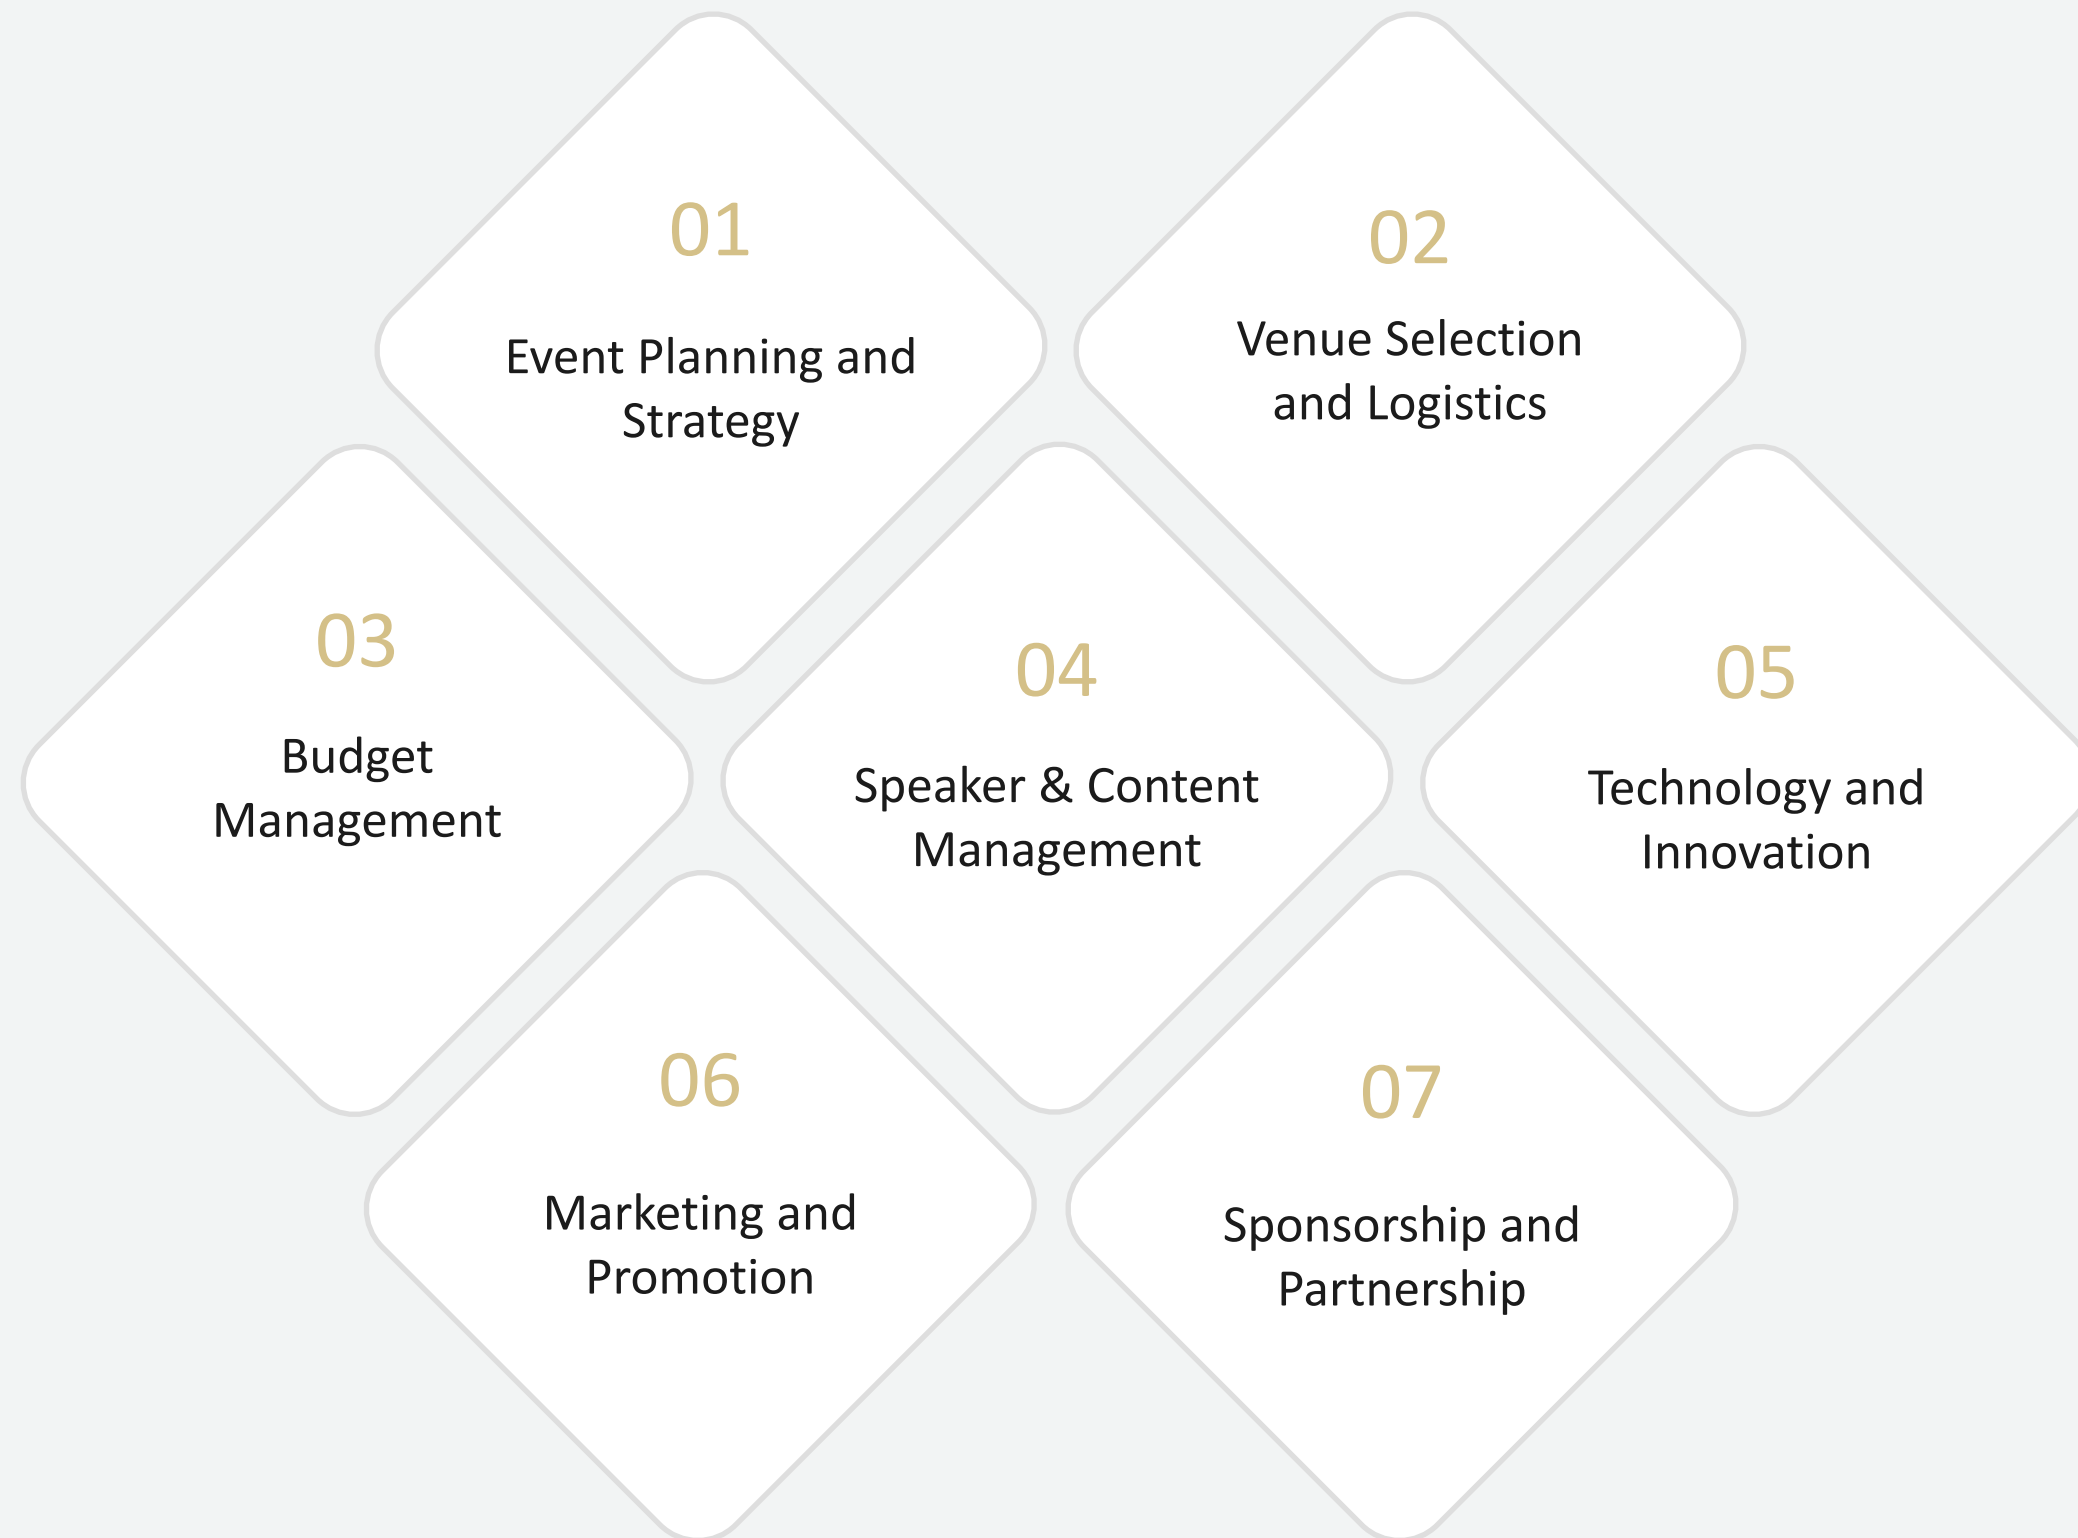 01
Event Planning and
Strategy
02
Venue Selection
and Logistics
03
Budget
Management
04
Speaker & Content
Management
05
Technology and
Innovation
06
Marketing and
Promotion
07
Sponsorship and
Partnership